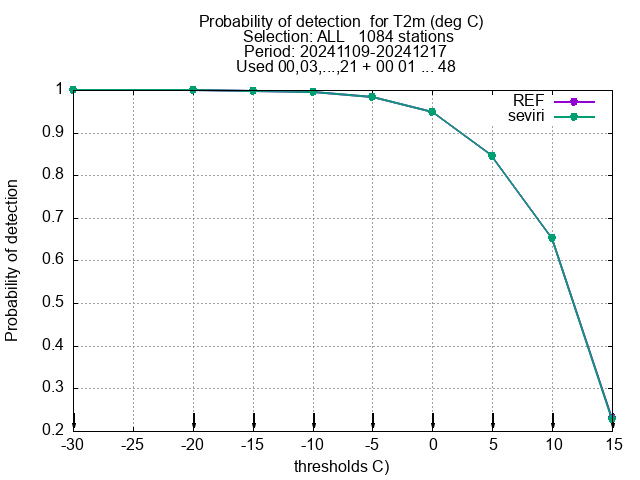 Probability of detection  for T2m (deg C)
Selection: ALL   1084 stations
Period: 20241109-20241217
Used 00,03,...,21 + 00 01 ... 48
REF
seviri
1
0.9
0.8
0.7
0.6
0.5
0.4
0.3
0.2
Probability of detection
-30 -25 -20 -15 -10 -5 0 5 10 15
thresholds C)